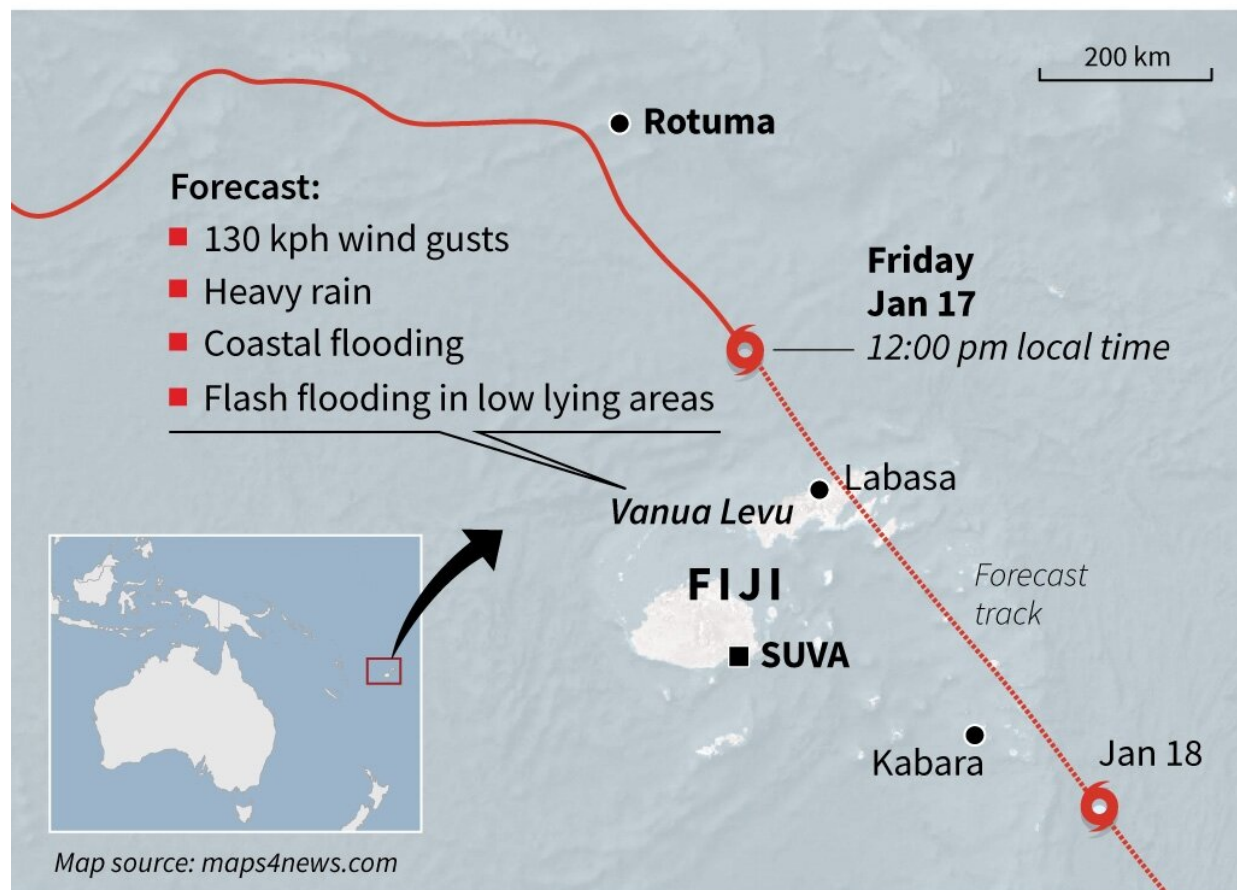 200 km
Rotuma
Forecast:
130 kph wind gusts
Heavy rain
Coastal flooding
Flash flooding in low lying areas
Friday
Jan 17
12:00 pm local time
Labasa
Vanua Levu
FIJI
Forecast
track
SUVA
Kabara
Jan 18
Map source: maps4news.com